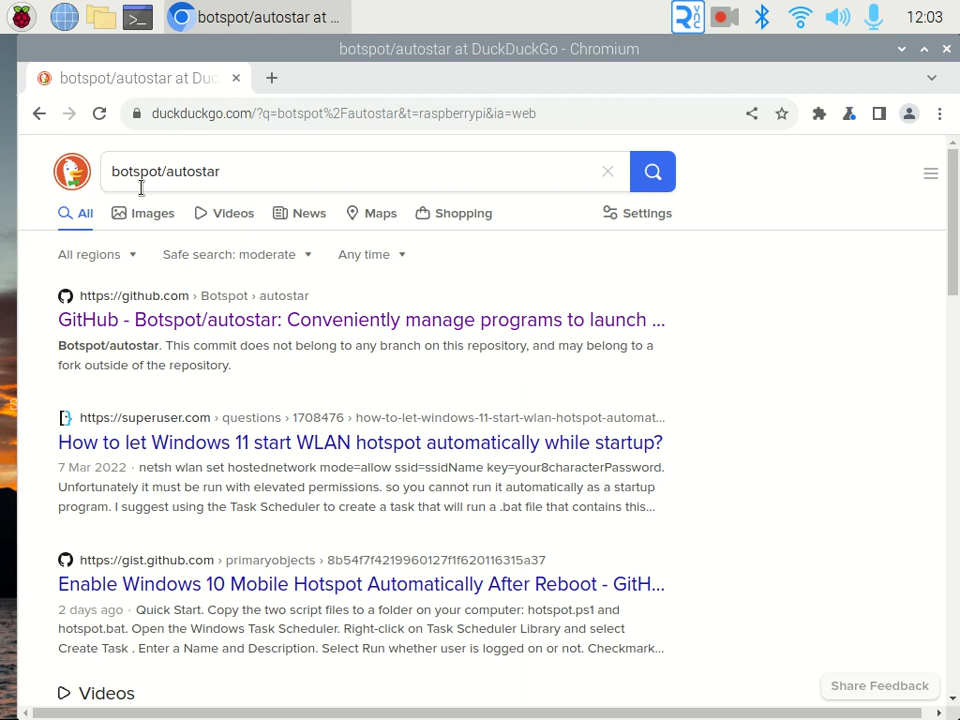 botspot/autostar at ...
12:03
botspot/autostar at DuckDuckGo - Chromium
botspot/autostar at Duc
duckduckgo.com/?q=botspot%2Fautostar&t=raspberrypi&ia=web
botspot/autostar
All Images Videos News Maps Shopping Settings
All regions Safe search: moderate Any time
https://github.com › Botspot › autostar
GitHub - Botspot/autostar: Conveniently manage programs to launch ...
Botspot/autostar. This commit does not belong to any branch on this repository, and may belong to a
fork outside of the repository.
https://superuser.com › questions › 1708476 › how-to-let-windows-11-start-wlan-hotspot-automat...
How to let Windows 11 start WLAN hotspot automatically while startup?
7 Mar 2022 · netsh wlan set hostednetwork mode=allow ssid=ssidName key=your8characterPassword.
Unfortunately it must be run with elevated permissions. so you cannot run it automatically as a startup
program. I suggest using the Task Scheduler to create a task that will run a .bat file that contains this...
https://gist.github.com › primaryobjects › 8b54f7f4219960127f1f620116315a37
Enable Windows 10 Mobile Hotspot Automatically After Reboot - GitH...
2 days ago · Quick Start. Copy the two script files to a folder on your computer: hotspot.ps1 and
hotspot.bat. Open the Windows Task Scheduler. Right-click on Task Scheduler Library and select
Create Task . Enter a Name and Description. Select Run whether user is logged on or not. Checkmark...
Videos
Share Feedback